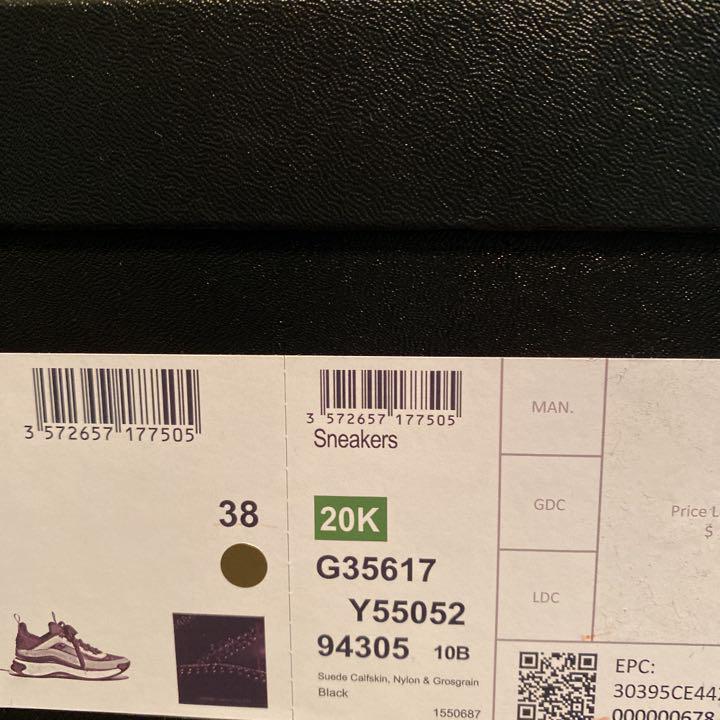 3 572657 177505
38
3 572657 177505
Sneakers
20K
G35617
Y55052
94305 10B
Suede Calfskin, Nylon & Grosgrain
Black
1550687
MAN.
GDC
LDC
Price
$
EPC:
30395CE44
000000678